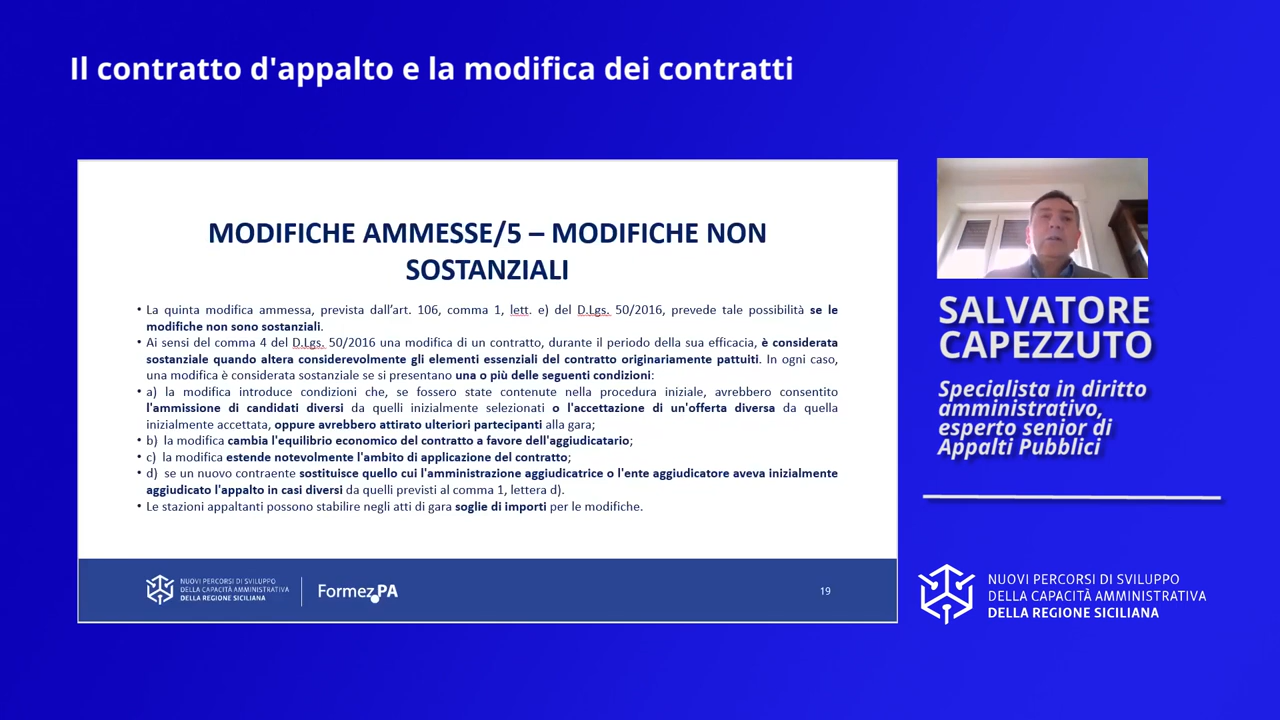 Il contratto d'appalto e la modifica dei contratti
MODIFICHE AMMESSE/5 – MODIFICHE NON
SOSTANZIALI
• La quinta modifica ammessa, prevista dall'art. 106, comma 1, lett. e) del D.Lgs. 50/2016, prevede tale possibilità se le
modifiche non sono sostanziali.
• Ai sensi del comma 4 del D.Lgs. 50/2016 una modifica di un contratto, durante il periodo della sua efficacia, è considerata
sostanziale quando altera considerevolmente gli elementi essenziali del contratto originariamente pattuiti. In ogni caso,
una modifica è considerata sostanziale se si presentano una o più delle seguenti condizioni:
• a) la modifica introduce condizioni che, se fossero state contenute nella procedura iniziale, avrebbero consentito
l'ammissione di candidati diversi da quelli inizialmente selezionati o l'accettazione di un'offerta diversa da quella
inizialmente accettata, oppure avrebbero attirato ulteriori partecipanti alla gara;
• b) la modifica cambia l'equilibrio economico del contratto a favore dell'aggiudicatario;
• c) la modifica estende notevolmente l'ambito di applicazione del contratto;
• d) se un nuovo contraente sostituisce quello cui l'amministrazione aggiudicatrice o l'ente aggiudicatore aveva inizialmente
aggiudicato l'appalto in casi diversi da quelli previsti al comma 1, lettera d).
• Le stazioni appaltanti possono stabilire negli atti di gara soglie di importi per le modifiche.
NUOVI PERCORSI DI SVILUPPO
DELLA CAPACITÀ AMMINISTRATIVA
DELLA REGIONE SICILIANA
Formez PA
19
SALVATORE
CAPEZZUTO
Specialista in diritto
amministrativo,
esperto senior di
Appalti Pubblici
NUOVI PERCORSI DI SVILUPPO
DELLA CAPACITÀ AMMINISTRATIVA
DELLA REGIONE SICILIANA